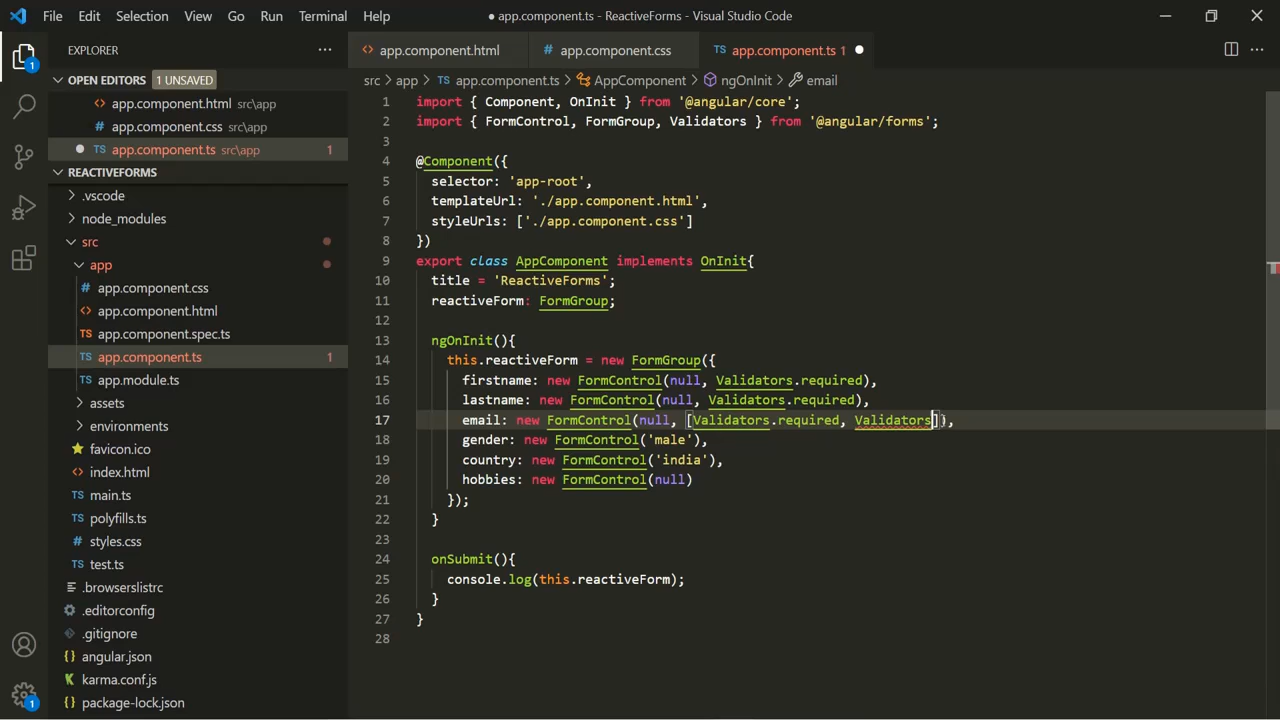 File Edit Selection View Go Run Terminal Help
● app.component.ts - ReactiveForms - Visual Studio Code
EXPLORER
OPEN EDITORS 1 UNSAVED
app.component.html src\app
app.component.css src\app
app.component.ts src\app 1
REACTIVEFORMS
.vscode
node_modules
src
app
app.component.css
app.component.html
app.component.spec.ts
app.component.ts 1
app.module.ts
assets
environments
favicon.ico
index.html
main.ts
polyfills.ts
styles.css
test.ts
.browserslistrc
.editorconfig
.gitignore
angular.json
karma.conf.js
package-lock.json
1
1
app.component.html
app.component.css
app.component.ts 1
src > app > TS app.component.ts > AppComponent > ngOnInit > email
1 import { Component, OnInit } from '@angular/core';
2 import { FormControl, FormGroup, Validators } from '@angular/forms';
3
4 @Component({
5 selector: 'app-root',
6 templateUrl: './app.component.html',
7 styleUrls: ['./app.component.css']
8 })
9 export class AppComponent implements OnInit{
10 title = 'ReactiveForms';
11 reactiveForm: FormGroup;
12
13 ngOnInit(){
14 this.reactiveForm = new FormGroup({
15 firstname: new FormControl(null, Validators.required),
16 lastname: new FormControl(null, Validators.required),
17 email: new FormControl(null, [Validators.required, Validators]),
18 gender: new FormControl('male'),
19 country: new FormControl('india'),
20 hobbies: new FormControl(null)
21 });
22 }
23
24 onSubmit(){
25 console.log(this.reactiveForm);
26 }
27 }
28